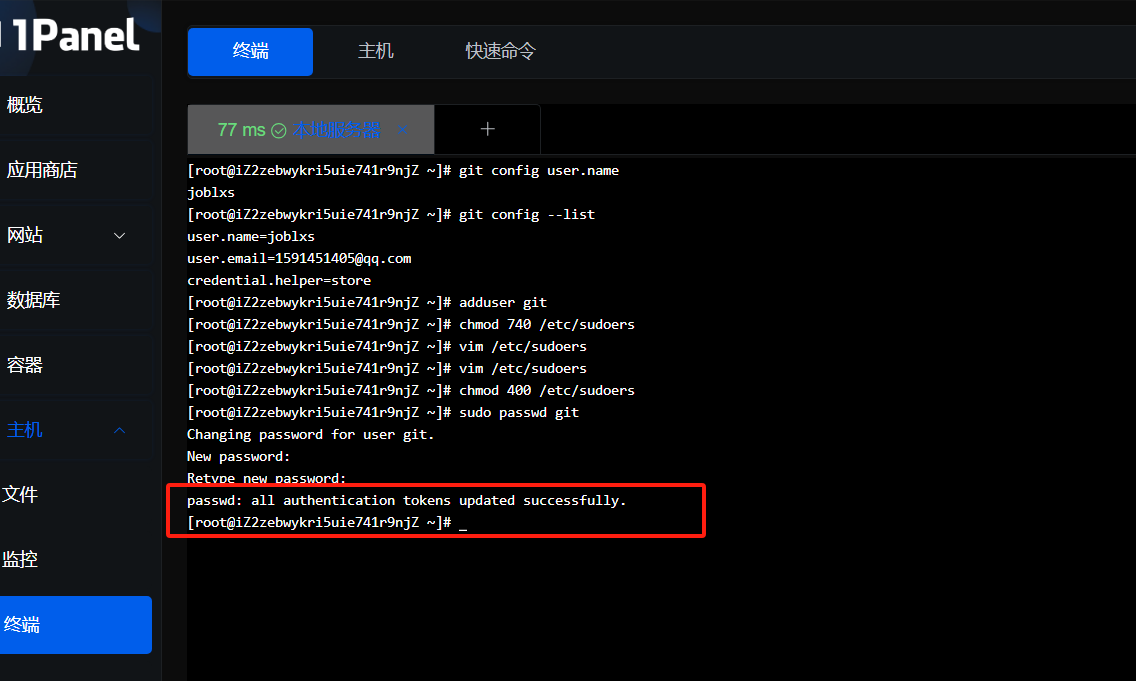 1Panel
终端 主机 快速命令
概览
77 ms 本地服务器
应用商店
网站
数据库
容器
主机
文件
监控
终端
[root@iZ2zebwykri5uie741r9njZ ~]# git config user.name
joblxs
[root@iZ2zebwykri5uie741r9njZ ~]# git config --list
user.name=joblxs
user.email=1591451405@qq.com
credential.helper=store
[root@iZ2zebwykri5uie741r9njZ ~]# adduser git
[root@iZ2zebwykri5uie741r9njZ ~]# chmod 740 /etc/sudoers
[root@iZ2zebwykri5uie741r9njZ ~]# vim /etc/sudoers
[root@iZ2zebwykri5uie741r9njZ ~]# vim /etc/sudoers
[root@iZ2zebwykri5uie741r9njZ ~]# chmod 400 /etc/sudoers
[root@iZ2zebwykri5uie741r9njZ ~]# sudo passwd git
Changing password for user git.
New password:
Retype new password:
passwd: all authentication tokens updated successfully.
[root@iZ2zebwykri5uie741r9njZ ~]# _